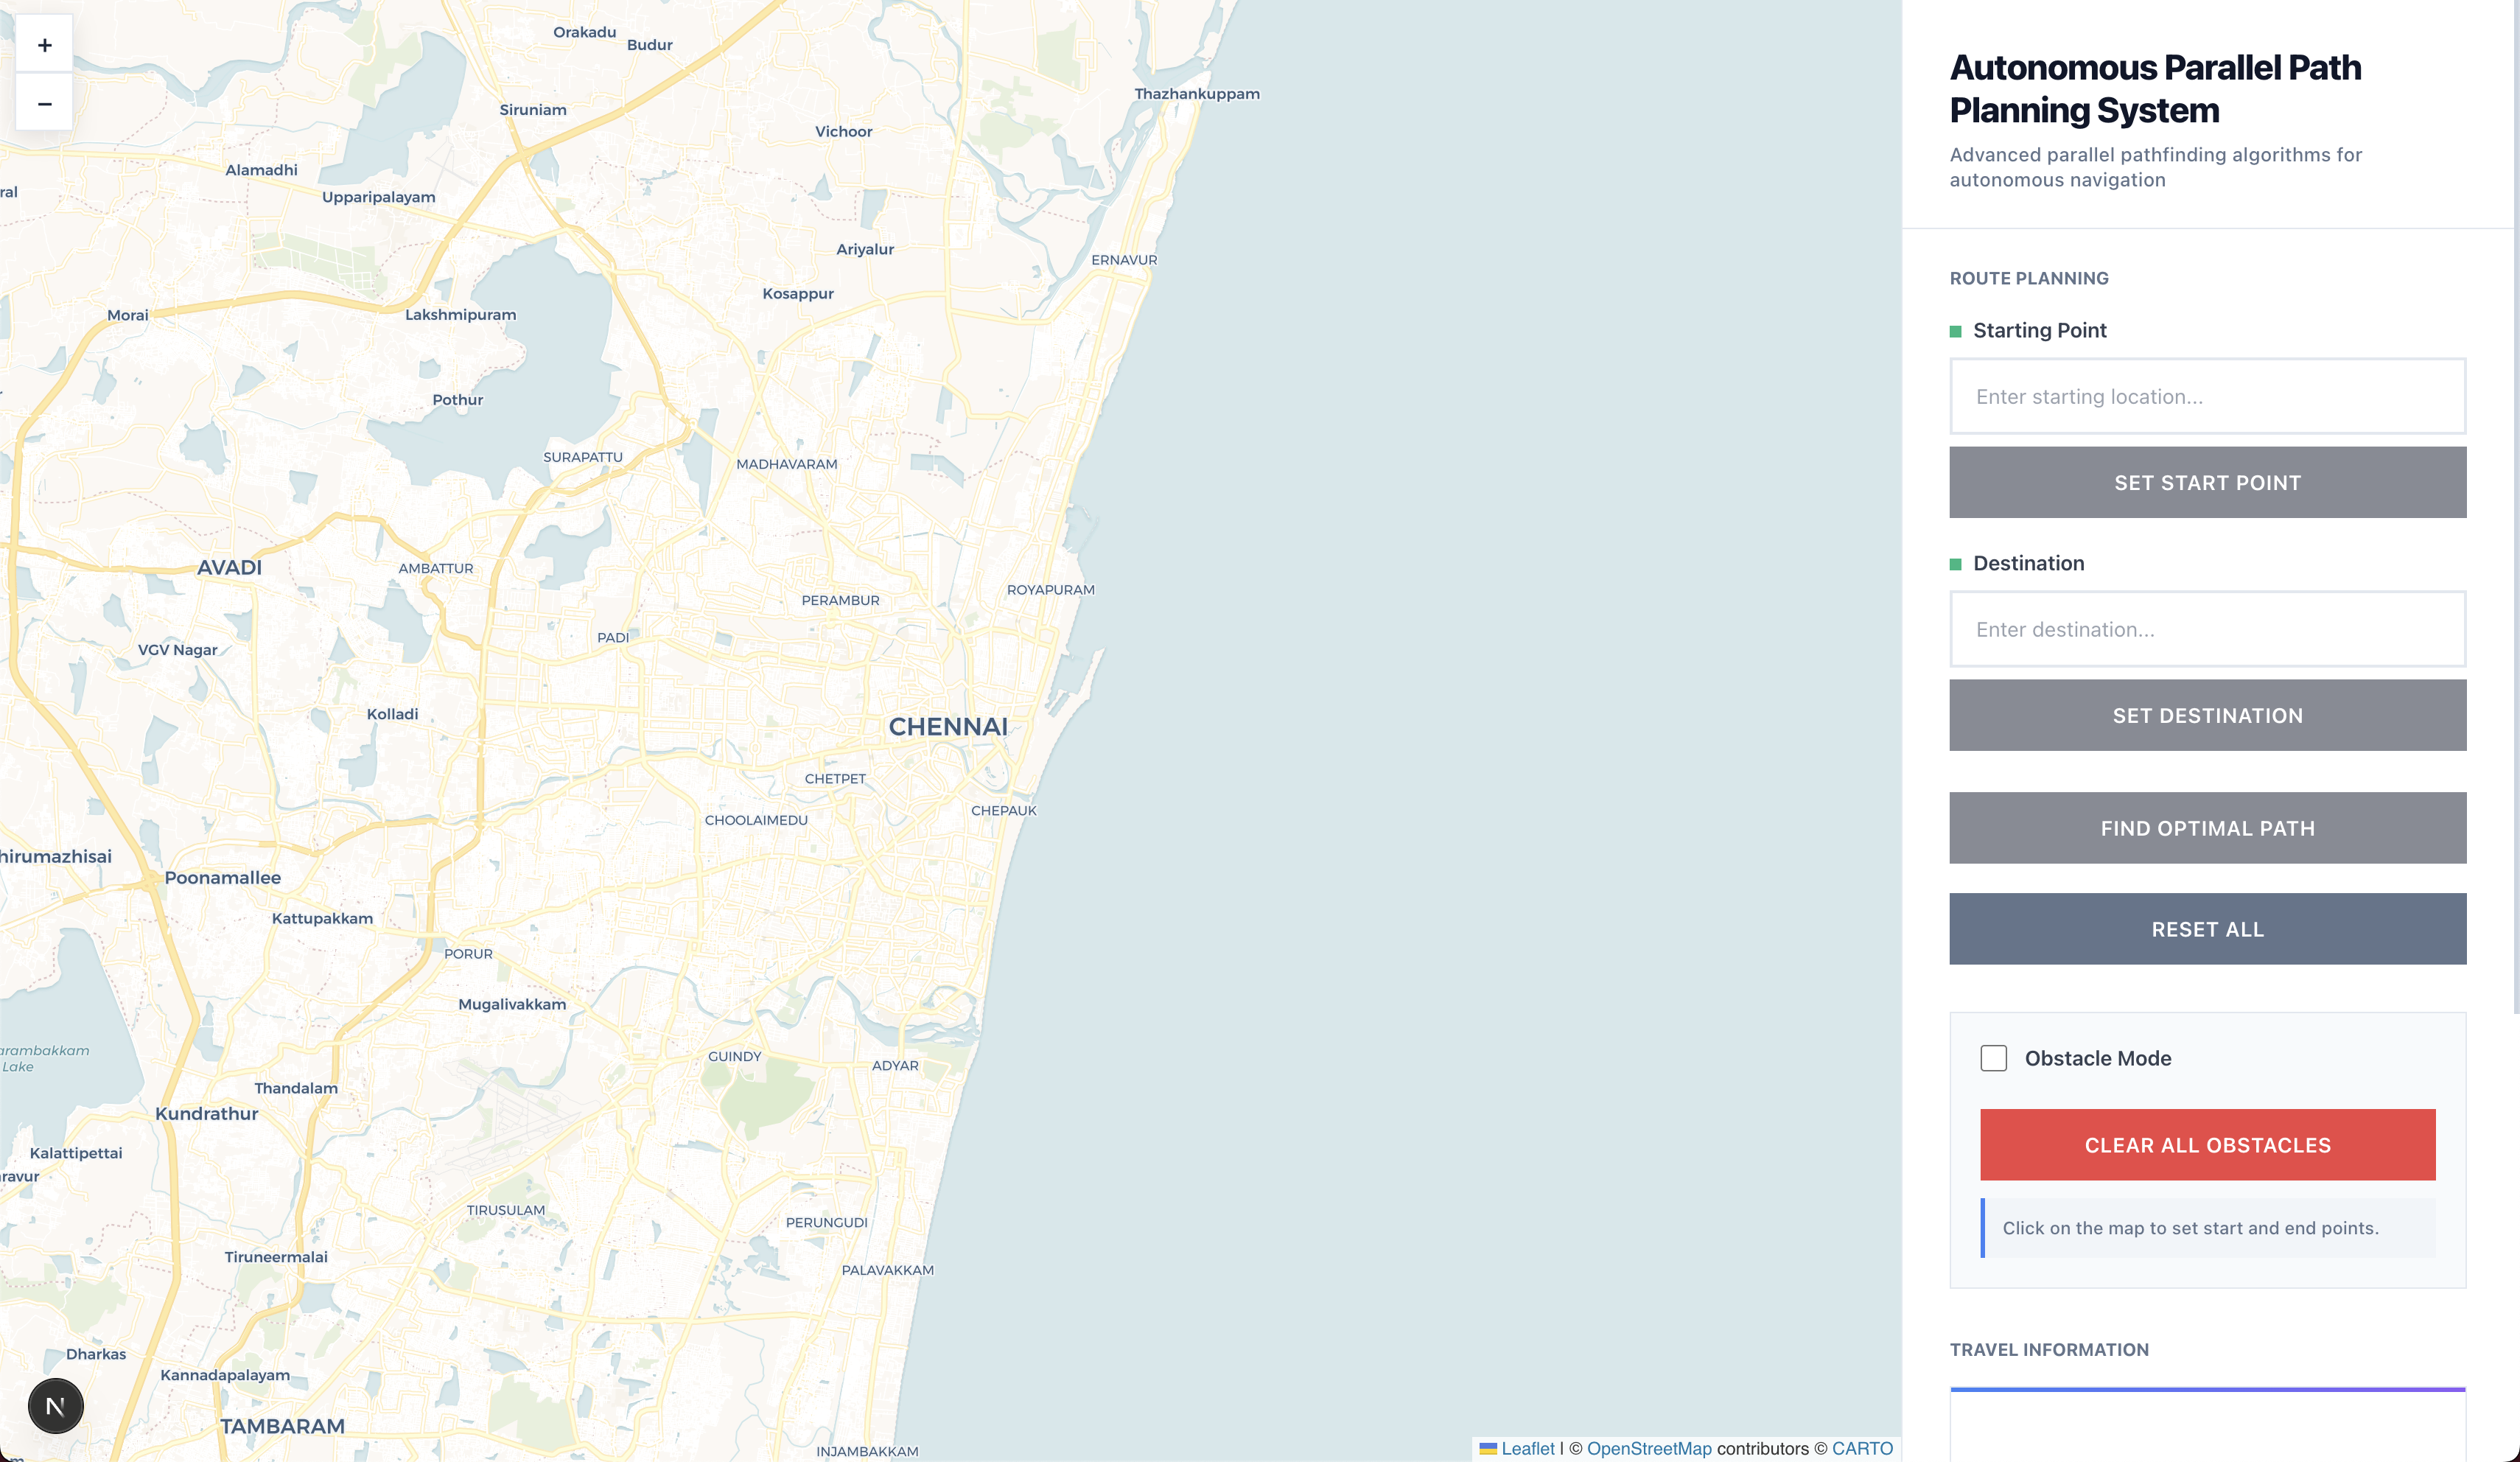 +
−
Orakadu
Budur
Siruniam
Thazhankuppam
Vichoor
Alamadhi
Upparipalayam
ral
Ariyalur
ERNAVUR
Kosappur
Morai
Lakshmipuram
Pothur
SURAPATTU
MADHAVARAM
AVADI
AMBATTUR
ROYAPURAM
PERAMBUR
PADI
VGV Nagar
Kolladi
CHENNAI
CHETPET
CHEPAUK
CHOOLAIMEDU
hirumazhisai
Poonamallee
Kattupakkam
PORUR
Mugalivakkam
arambakkam
Lake
GUINDY
ADYAR
Thandalam
Kundrathur
Kalattipettai
ravur
TIRUSULAM
PERUNGUDI
Tiruneermalai
PALAVAKKAM
Dharkas
Kannadapalayam
N
TAMBARAM
INJAMBAKKAM
Leaflet | © OpenStreetMap contributors © CARTO
Autonomous Parallel Path
Planning System
Advanced parallel pathfinding algorithms for
autonomous navigation
ROUTE PLANNING
Starting Point
Enter starting location...
SET START POINT
Destination
Enter destination...
SET DESTINATION
FIND OPTIMAL PATH
RESET ALL
Obstacle Mode
CLEAR ALL OBSTACLES
Click on the map to set start and end points.
TRAVEL INFORMATION